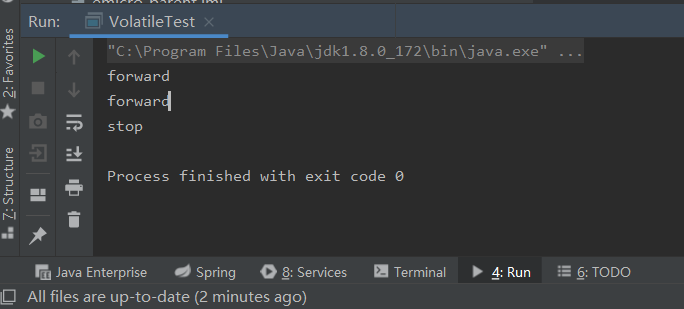 emicro_parent.iml
Run: VolatileTest ×
"C:\Program Files\Java\jdk1.8.0_172\bin\java.exe" ...
forward
forward
stop
Process finished with exit code 0
2: Favorites
7: Structure
Java Enterprise Spring 8: Services Terminal 4: Run 6: TODO
All files are up-to-date (2 minutes ago)